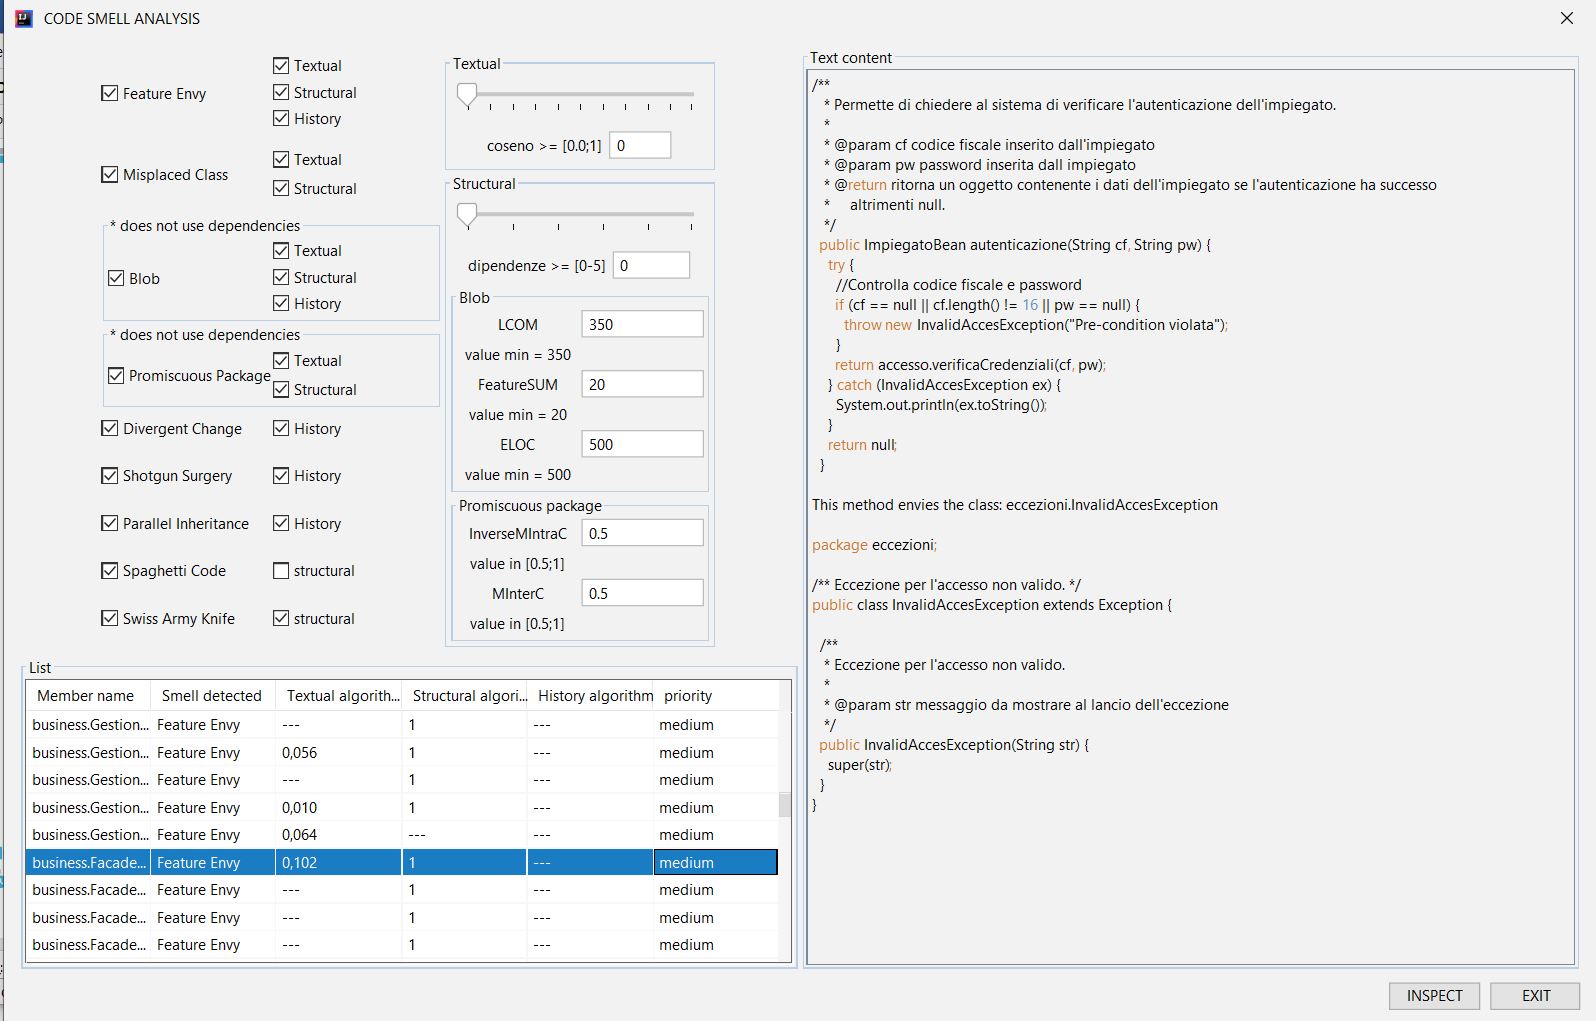 CODE SMELL ANALYSIS
Feature Envy
Textual
Structural
History
Misplaced Class
Textual
Structural
* does not use dependencies
Blob
Textual
Structural
History
* does not use dependencies
Promiscuous Package
Textual
Structural
Divergent Change
History
Shotgun Surgery
History
Parallel Inheritance
History
Spaghetti Code
structural
Swiss Army Knife
structural
Textual
coseno >= [0.0;1] 0
Structural
dipendenze >= [0-5] 0
Blob
LCOM 350
value min = 350
FeatureSUM 20
value min = 20
ELOC 500
value min = 500
Promiscuous package
InverseMIntraC 0.5
value in [0.5;1]
MInterC 0.5
value in [0.5;1]
List
Member name Smell detected Textual algorith... Structural algori... History algorithm priority
business.Gestion... Feature Envy --- 1 --- medium
business.Gestion... Feature Envy 0,056 1 --- medium
business.Gestion... Feature Envy --- 1 --- medium
business.Gestion... Feature Envy 0,010 1 --- medium
business.Gestion... Feature Envy 0,064 --- --- medium
business.Facade... Feature Envy 0,102 1 --- medium
business.Facade... Feature Envy --- 1 --- medium
business.Facade... Feature Envy --- 1 --- medium
business.Facade... Feature Envy --- 1 --- medium
Text content
/**
* Permette di chiedere al sistema di verificare l'autenticazione dell'impiegato.
*
* @param cf codice fiscale inserito dall'impiegato
* @param pw password inserita dall impiegato
* @return ritorna un oggetto contenente i dati dell'impiegato se l'autenticazione ha successo
* altrimenti null.
*/
public ImpiegatoBean autenticazione(String cf, String pw) {
try {
//Controlla codice fiscale e password
if (cf == null || cf.length() != 16 || pw == null) {
throw new InvalidAccesException("Pre-condition violata");
}
return accesso.verificaCredenziali(cf, pw);
} catch (InvalidAccesException ex) {
System.out.println(ex.toString());
}
return null;
}
This method envies the class: eccezioni.InvalidAccesException
package eccezioni;
/** Eccezione per l'accesso non valido. */
public class InvalidAccesException extends Exception {
/**
* Eccezione per l'accesso non valido.
*
* @param str messaggio da mostrare al lancio dell'eccezione
*/
public InvalidAccesException(String str) {
super(str);
}
}
INSPECT EXIT